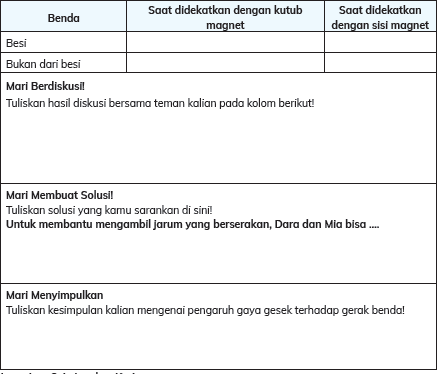 Benda
Saat didekatkan dengan kutub
magnet
Saat didekatkan
dengan sisi magnet
Besi
Bukan dari besi
Mari Berdiskusi!
Tuliskan hasil diskusi bersama teman kalian pada kolom berikut!
Mari Membuat Solusi!
Tuliskan solusi yang kamu sarankan di sini!
Untuk membantu mengambil jarum yang berserakan, Dara dan Mia bisa ....
Mari Menyimpulkan
Tuliskan kesimpulan kalian mengenai pengaruh gaya gesek terhadap gerak benda!